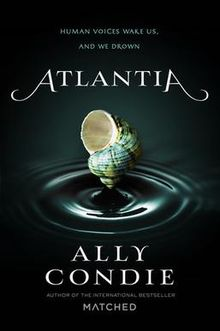 HUMAN VOICES WAKE US,
AND WE DROWN
ATLANTIA
ALLY
CONDIE
AUTHOR OF THE INTERNATIONAL BESTSELLER
MATCHED